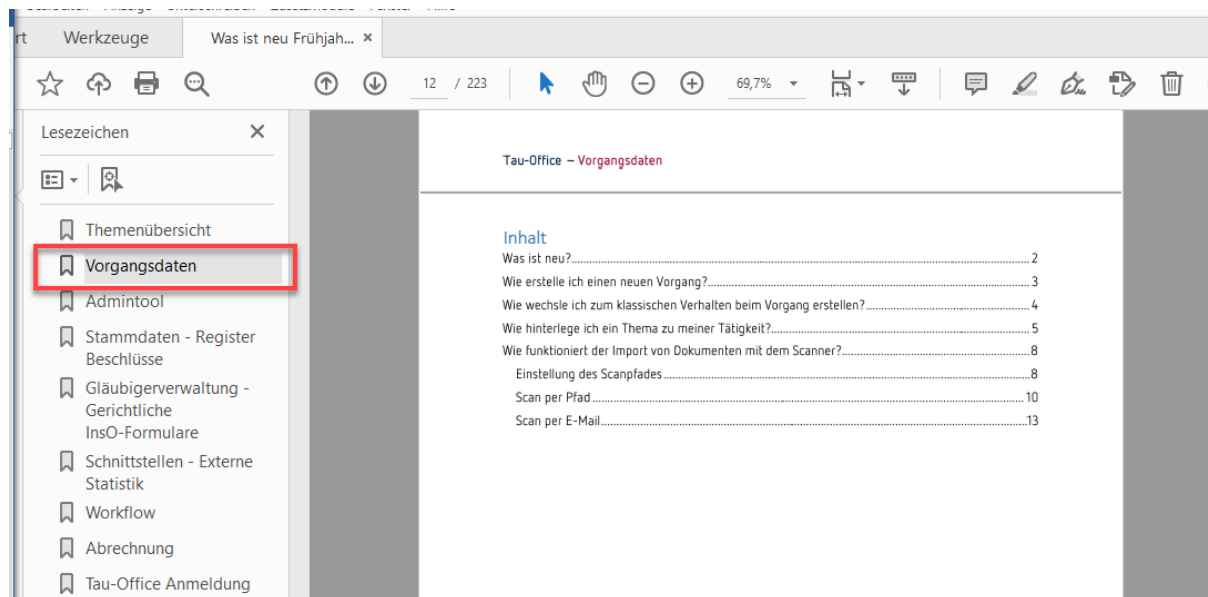 rt Werkzeuge Was ist neu Frühjah... ×
12 / 223 69,7%
Lesezeichen
Themenübersicht
Vorgangsdaten
Admintool
Stammdaten - Register
Beschlüsse
Gläubigerverwaltung -
Gerichtliche
InsO-Formulare
Schnittstellen - Externe
Statistik
Workflow
Abrechnung
Tau-Office Anmeldung
Tau-Office – Vorgangsdaten
Inhalt
Was ist neu?........2
Wie erstelle ich einen neuen Vorgang?........3
Wie wechsle ich zum klassischen Verhalten beim Vorgang erstellen?........4
Wie hinterlege ich ein Thema zu meiner Tätigkeit?........5
Wie funktioniert der Import von Dokumenten mit dem Scanner?........8
Einstellung des Scanpfades........8
Scan per Pfad........10
Scan per E-Mail........13